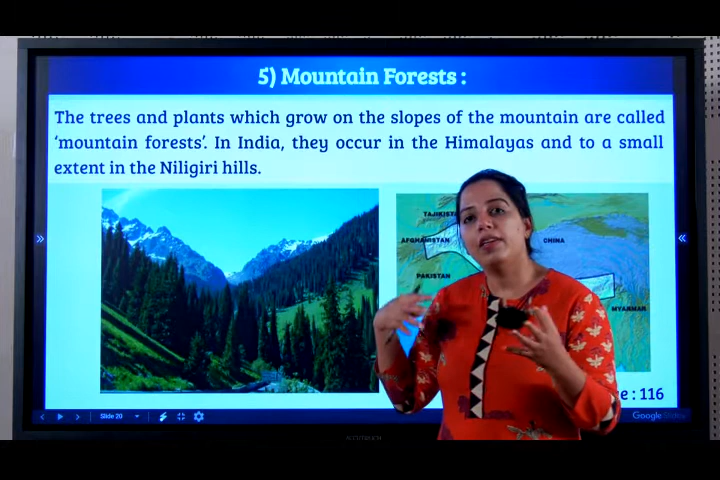 5) Mountain Forests :
The trees and plants which grow on the slopes of the mountain are called
'mountain forests'. In India, they occur in the Himalayas and to a small
extent in the Niligiri hills.
AFGHANISTAN
CHINA
PAKISTAN
MYANMAR
: 116
Slide 20
Google